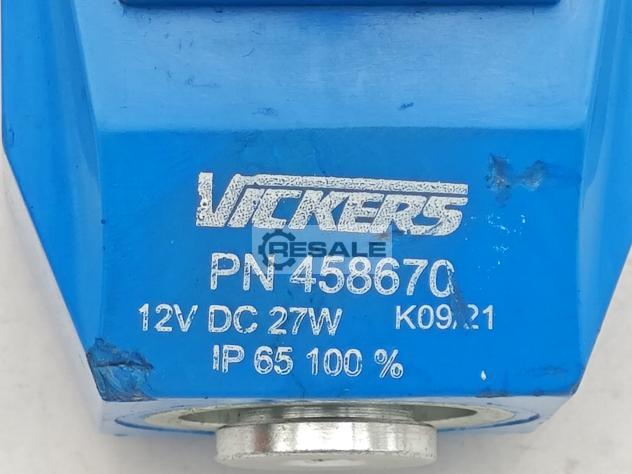 VICKERS
RESALE
PN 458670
12V DC 27W K09/21
IP 65 100 %